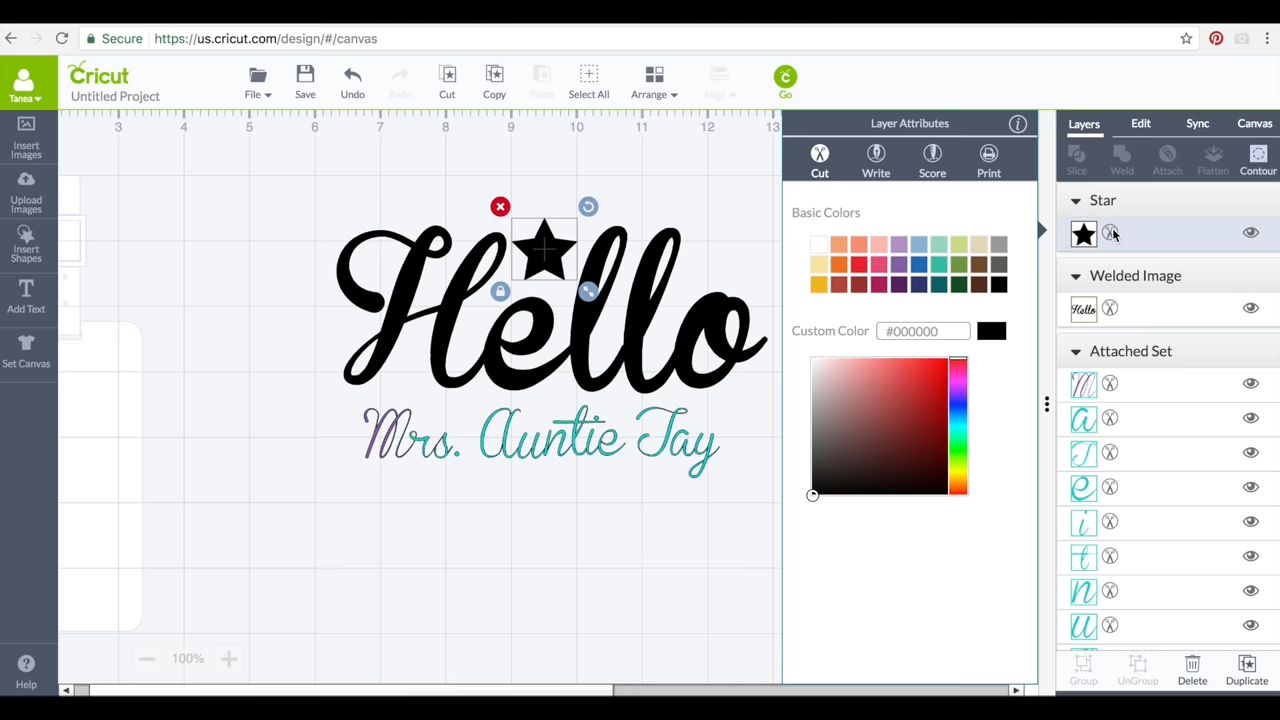 Secure https://us.cricut.com/design/#/canvas
Tanea
Cricut
Untitled Project
File Save Undo Redo Cut Copy Paste Select All Arrange Align Go
Insert Images
Upload Images
Insert Shapes
Add Text
Set Canvas
Help
3 4 5 6 7 8 9 10 11 12 13
Hello
Mrs. Auntie Tay
100%
Layer Attributes
Cut Write Score Print
Basic Colors
Custom Color #000000
Layers Edit Sync Canvas
Slice Weld Attach Flatten Contour
Star
Welded Image
Hello
Attached Set
M
a
T
e
i
t
n
u
Group UnGroup Delete Duplicate